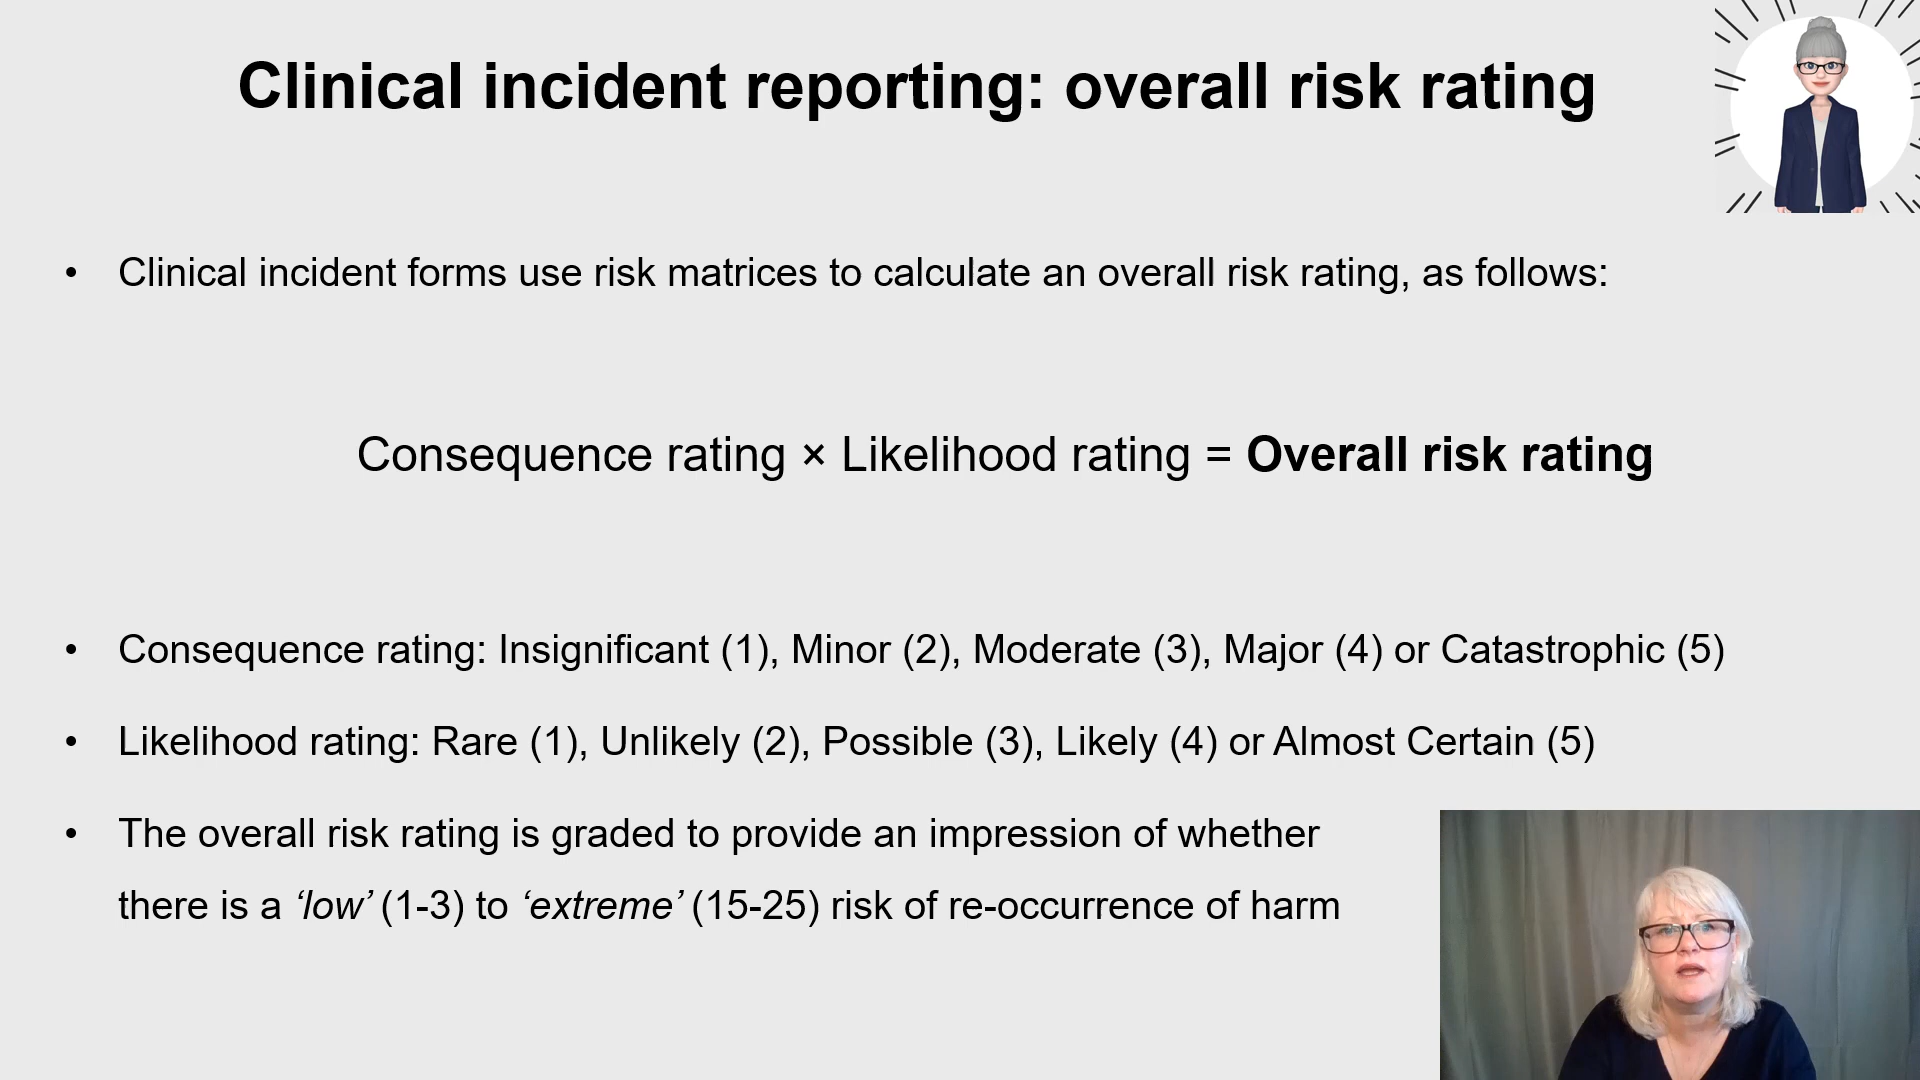 Clinical incident reporting: overall risk rating
• Clinical incident forms use risk matrices to calculate an overall risk rating, as follows:
Consequence rating × Likelihood rating = Overall risk rating
• Consequence rating: Insignificant (1), Minor (2), Moderate (3), Major (4) or Catastrophic (5)
• Likelihood rating: Rare (1), Unlikely (2), Possible (3), Likely (4) or Almost Certain (5)
• The overall risk rating is graded to provide an impression of whether
there is a ‘low’ (1-3) to ‘extreme’ (15-25) risk of re-occurrence of harm